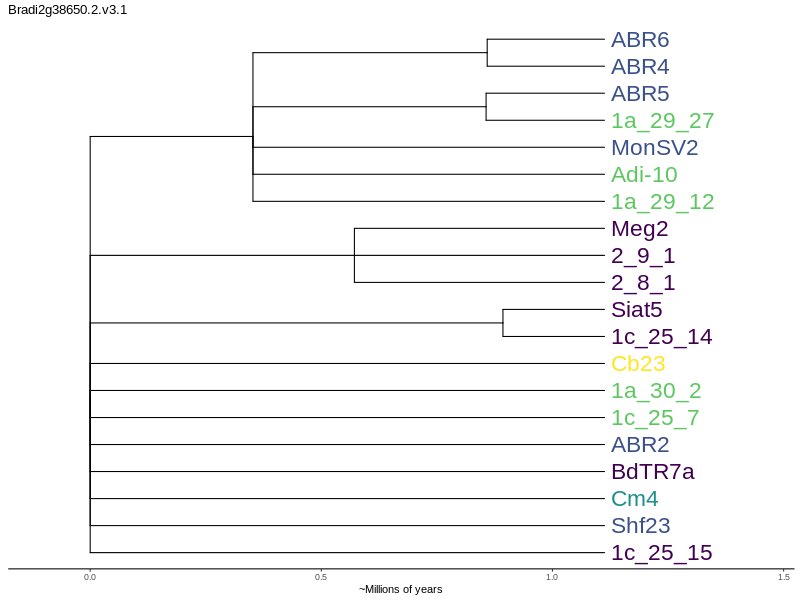 Bradi2g38650.2.v3.1
ABR6
ABR4
ABR5
1a_29_27
MonSV2
Adi-10
1a_29_12
Meg2
2_9_1
2_8_1
Siat5
1c_25_14
Cb23
1a_30_2
1c_25_7
ABR2
BdTR7a
Cm4
Shf23
1c_25_15
0.0 0.5 1.0 1.5
~Millions of years